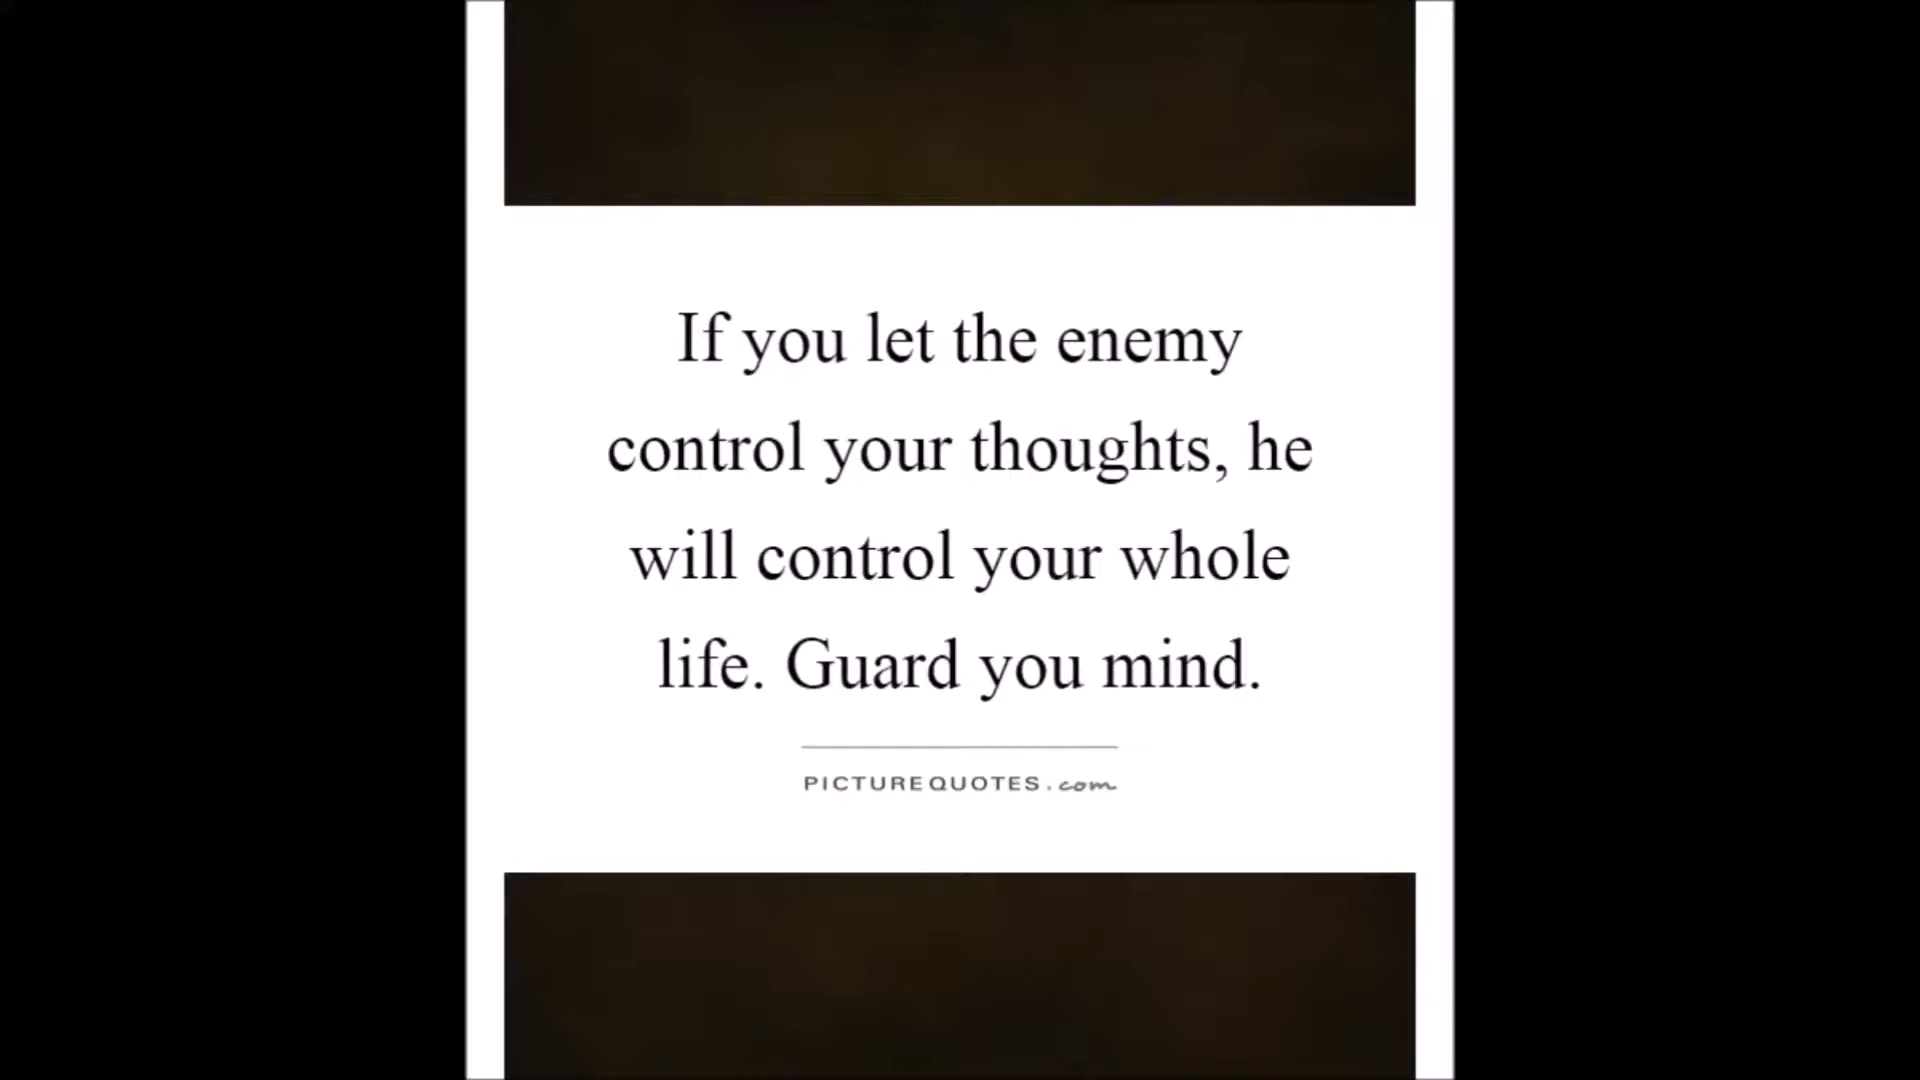 If you let the enemy
control your thoughts, he
will control your whole
life. Guard you mind.
PICTUREQUOTES.com